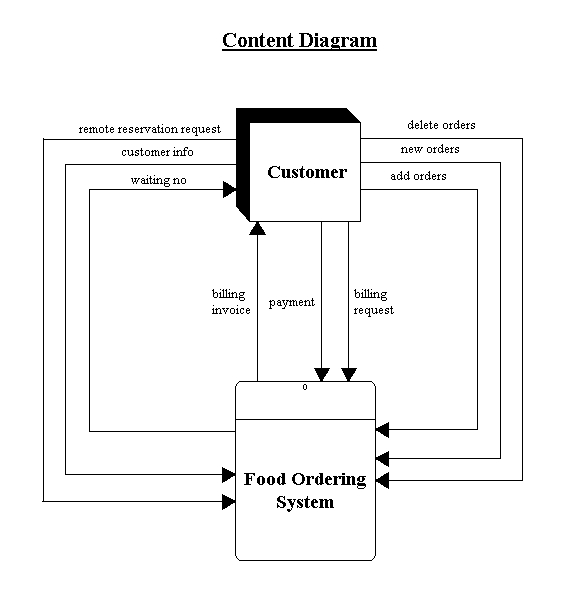 Content Diagram
remote reservation request
delete orders
customer info
new orders
Customer
waiting no
add orders
billing
invoice
payment
billing
request
0
Food Ordering
System